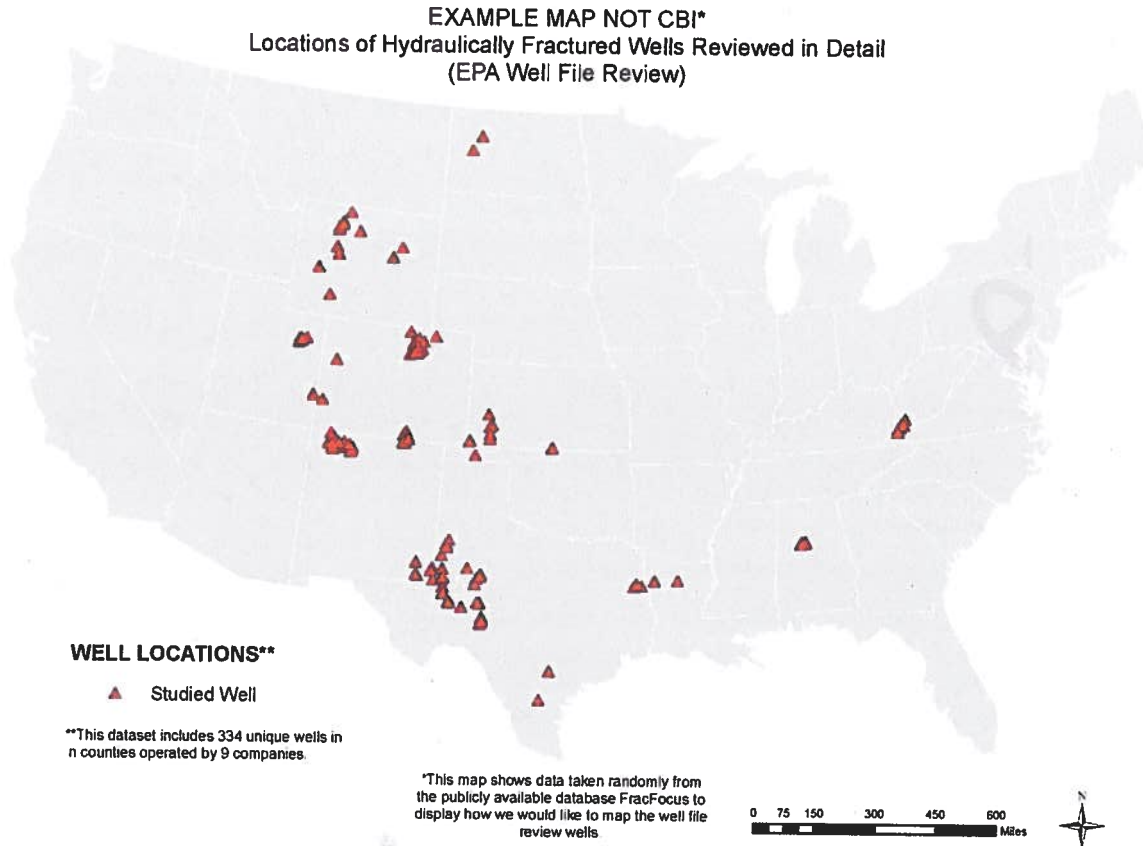 EXAMPLE MAP NOT CBI*
Locations of Hydraulically Fractured Wells Reviewed in Detail
(EPA Well File Review)
WELL LOCATIONS**
Studied Well
**This dataset includes 334 unique wells in
n counties operated by 9 companies.
*This map shows data taken randomly from
the publicly available database FracFocus to
display how we would like to map the well file
review wells
0 75 150 300 450 600
Miles
N